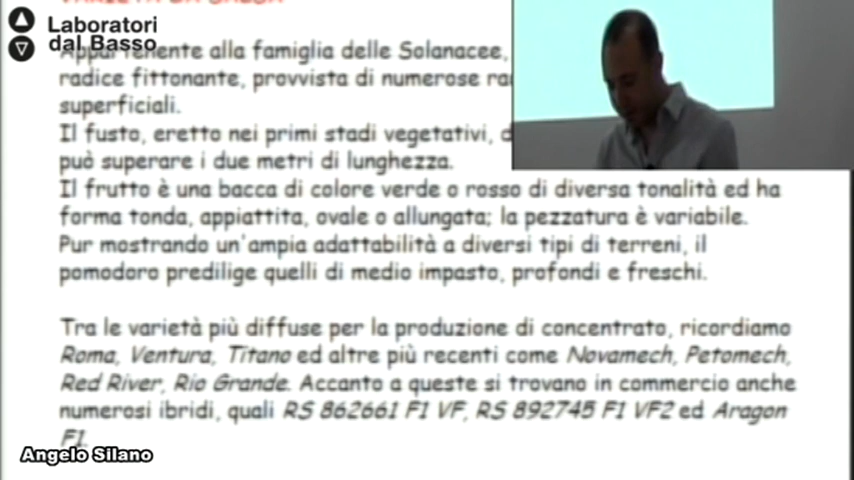 VARIETÀ DA SALSA
Laboratori
dal Basso
Appartenente alla famiglia delle Solanacee,
radice fittonante, provvista di numerose
superficiali.
Il fusto, eretto nei primi stadi vegetativi,
può superare i due metri di lunghezza.
Il frutto è una bacca di colore verde o rosso di diversa tonalità ed ha
forma tonda, appiattita, ovale o allungata; la pezzatura è variabile.
Pur mostrando un'ampia adattabilità a diversi tipi di terreni, il
pomodoro predilige quelli di medio impasto, profondi e freschi.
Tra le varietà più diffuse per la produzione di concentrato, ricordiamo
Roma, Ventura, Titano ed altre più recenti come Novamech, Petomech,
Red River, Rio Grande. Accanto a queste si trovano in commercio anche
numerosi ibridi, quali RS 862661 F1 VF, RS 892745 F1 VF2 ed Aragon
F1.
Angelo Silano